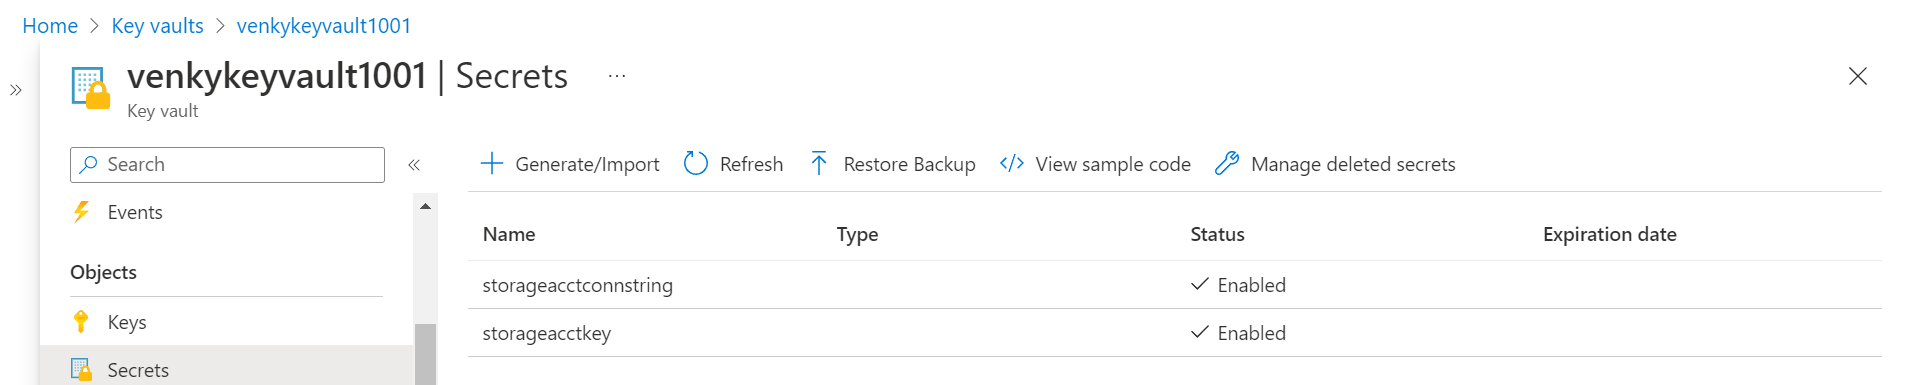 Home > Key vaults > venkykeyvault1001
venkykeyvault1001 | Secrets ...
Key vault
Search
Events
Objects
Keys
Secrets
Generate/Import Refresh Restore Backup View sample code Manage deleted secrets
Name Type Status Expiration date
storageacctconnstring Enabled
storageacctkey Enabled